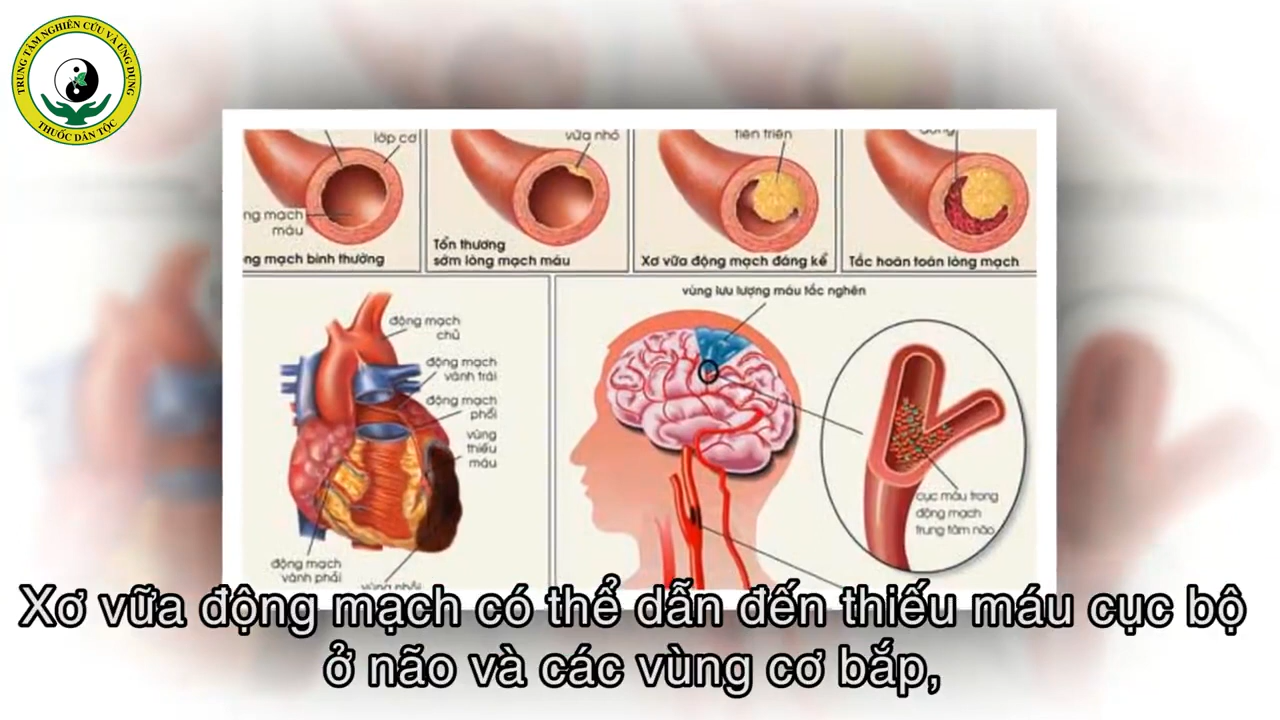 TRUNG TÂM NGHIÊN CỨU VÀ ỨNG DỤNG
THUỐC DÂN TỘC
lớp cơ
ng mạch
máu
ng mạch bình thường
vữa nhỏ
Tổn thương
sớm lòng mạch máu
tiến triển
Xơ vữa động mạch đáng kể
Tắc hoàn toàn lòng mạch
động mạch
chủ
động mạch
vành trái
động mạch
phổi
vùng
thiếu
máu
động mạch
vành phải
vùng lưu lượng máu tắc nghẽn
cục máu trong
động mạch
trung tâm não
Xơ vữa động mạch có thể dẫn đến thiếu máu cục bộ
ở não và các vùng cơ bắp,